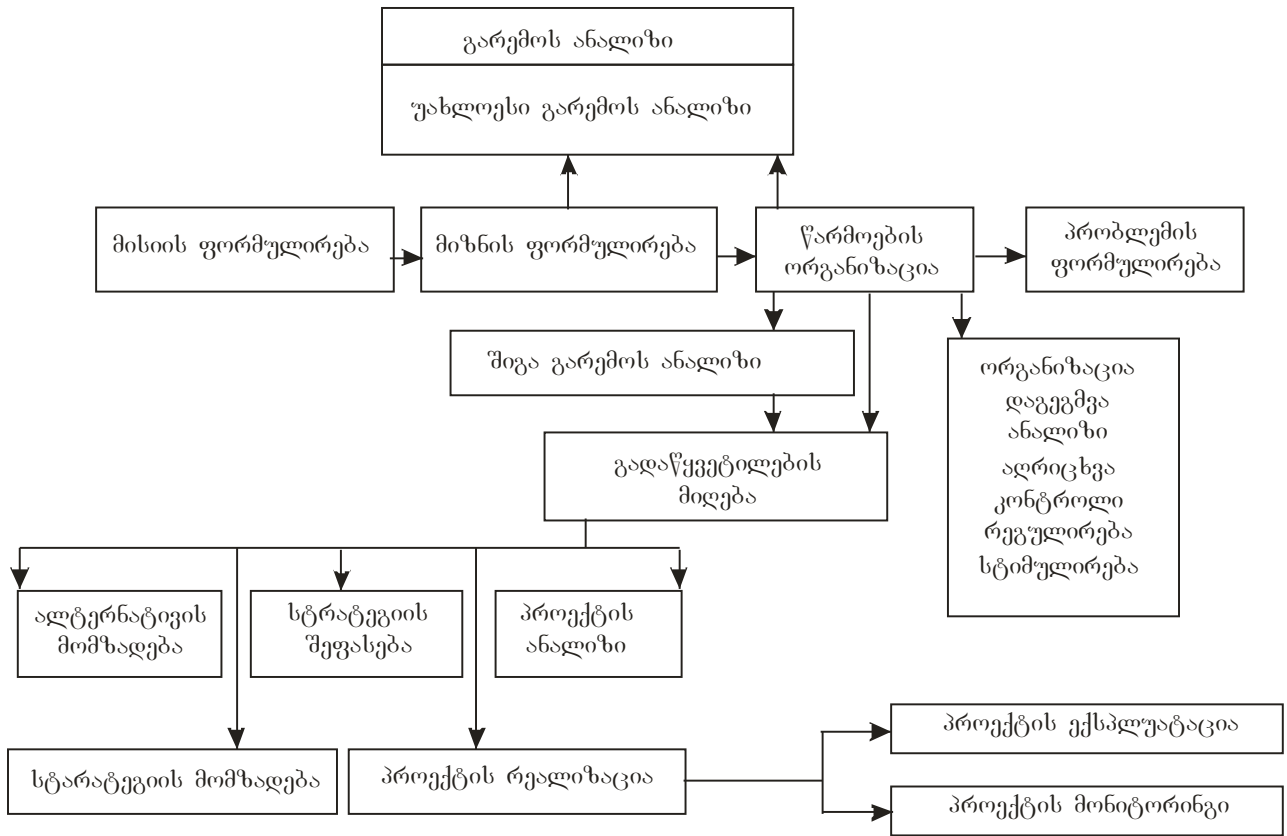 გარემოს ანალიზი
უახლოესი გარემოს ანალიზი
მისიის ფორმულირება
მიზნის ფორმულირება
წარმოების
ორგანიზაცია
პრობლემის
ფორმულირება
შიგა გარემოს ანალიზი
ორგანიზაცია
დაგეგმვა
ანალიზი
აღრიცხვა
კონტროლი
რეგულირება
სტიმულირება
გადაწყვეტილების
მიღება
ალტერნატივის
მომზადება
სტრატეგიის
შეფასება
პროექტის
ანალიზი
სტარატეგიის მომზადება
პროექტის რეალიზაცია
პროექტის ექსპლუატაცია
პროექტის მონიტორინგი